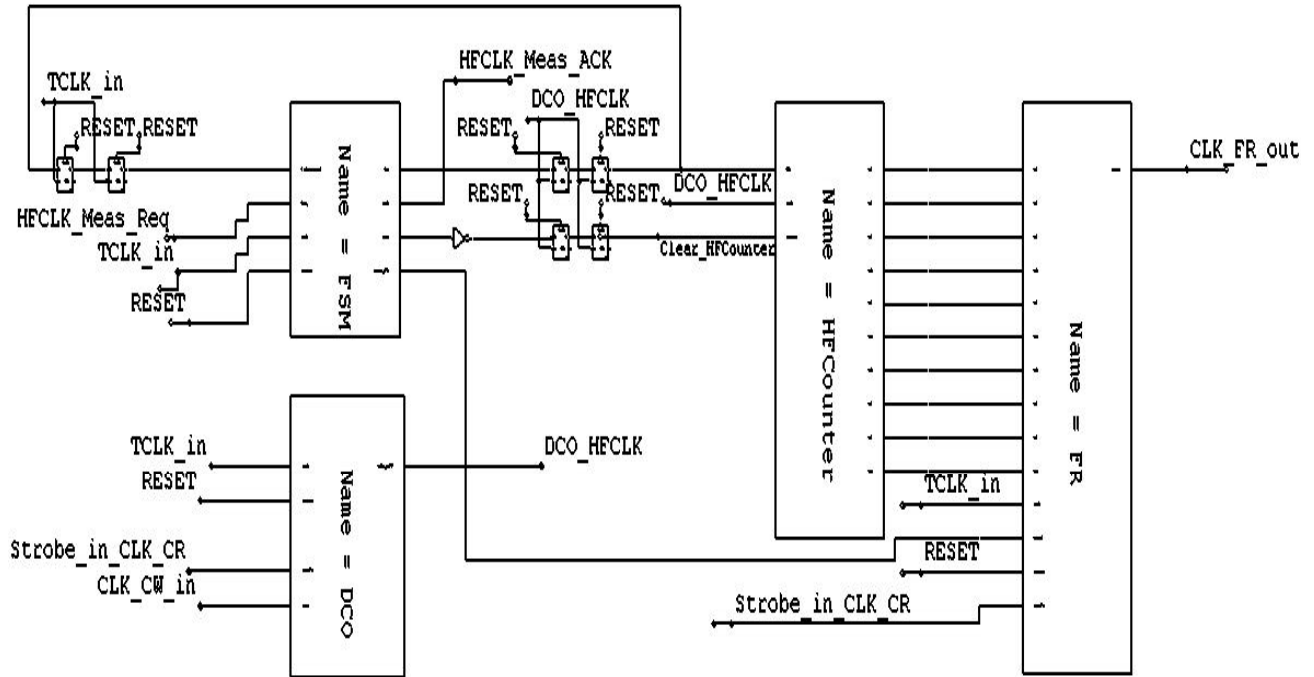 HFCLK_Meas_ACK
TCLK_in
DCO_HFCLK
RESET RESET
RESET
RESET
CLK_FR_out
Name = FSM
DCO_HFCLK
RESET
RESET
HFCLK_Meas_Req
TCLK_in
Clear_HFCounter
RESET
Name = HFCounter
Name = FR
TCLK_in
DCO_HFCLK
RESET
Name = DCO
TCLK_in
Strobe_in_CLK_CR
RESET
CLK_CW_in
Strobe_in_CLK_CR